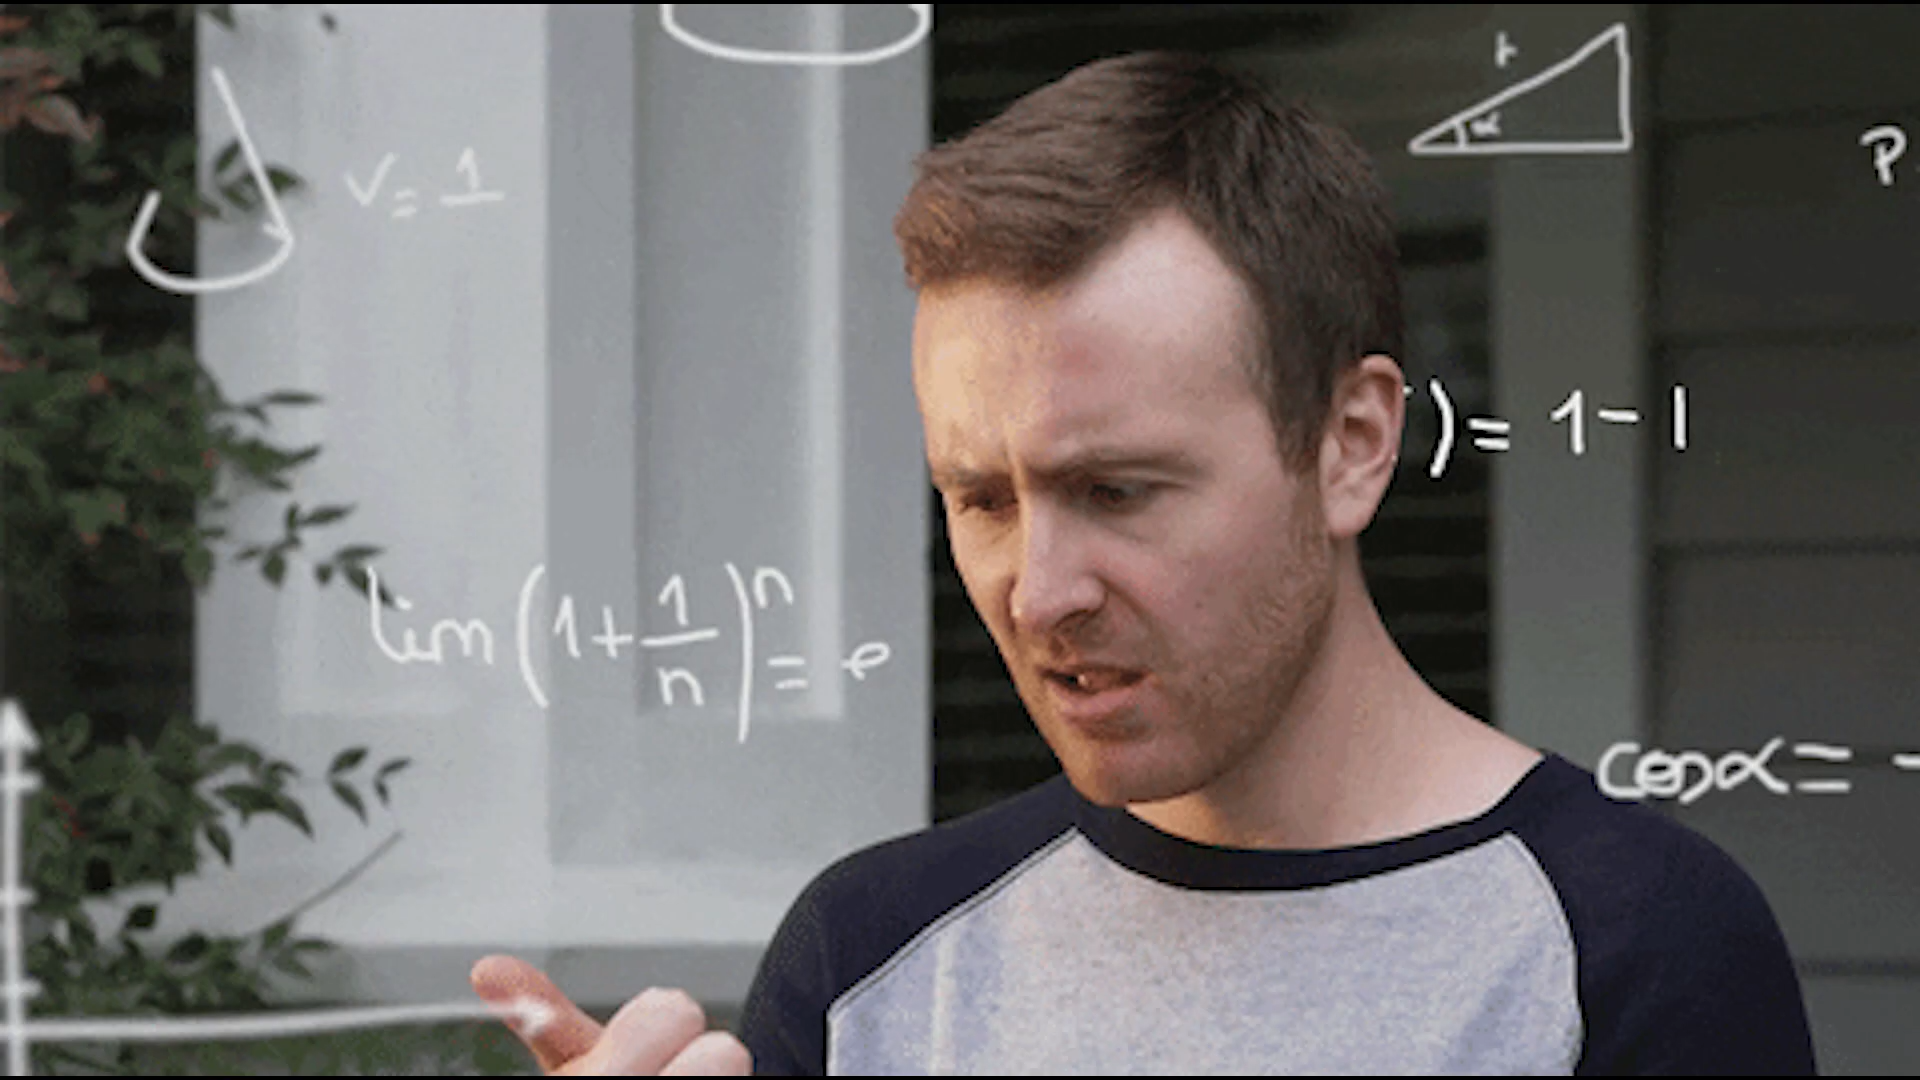 r
α
P
V = 1
) = 1 - 1
lim (1 + 1/n)^n = e
cos α = -